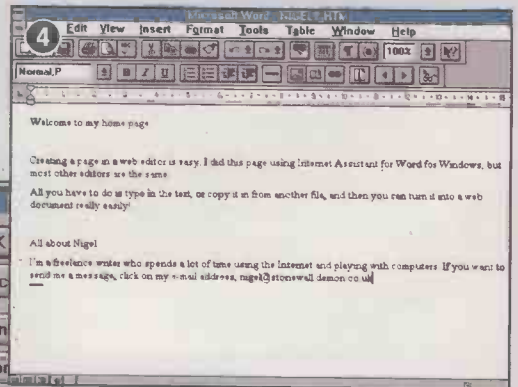 Microsoft Word - NIGEL1.HTM
4 Edit View Insert Format Tools Table Window Help
100%
Normal,P B I U
Welcome to my home page
Creating a page in a web editor is easy. I did this page using Internet Assistant for Word for Windows, but
most other editors are the same.
All you have to do is type in the text, or copy it in from another file, and then you can turn it into a web
document really easily!
All about Nigel
I'm a freelance writer who spends a lot of time using the Internet and playing with computers. If you want to
send me a message, click on my e-mail address, nigel@stonewall.demon.co.uk